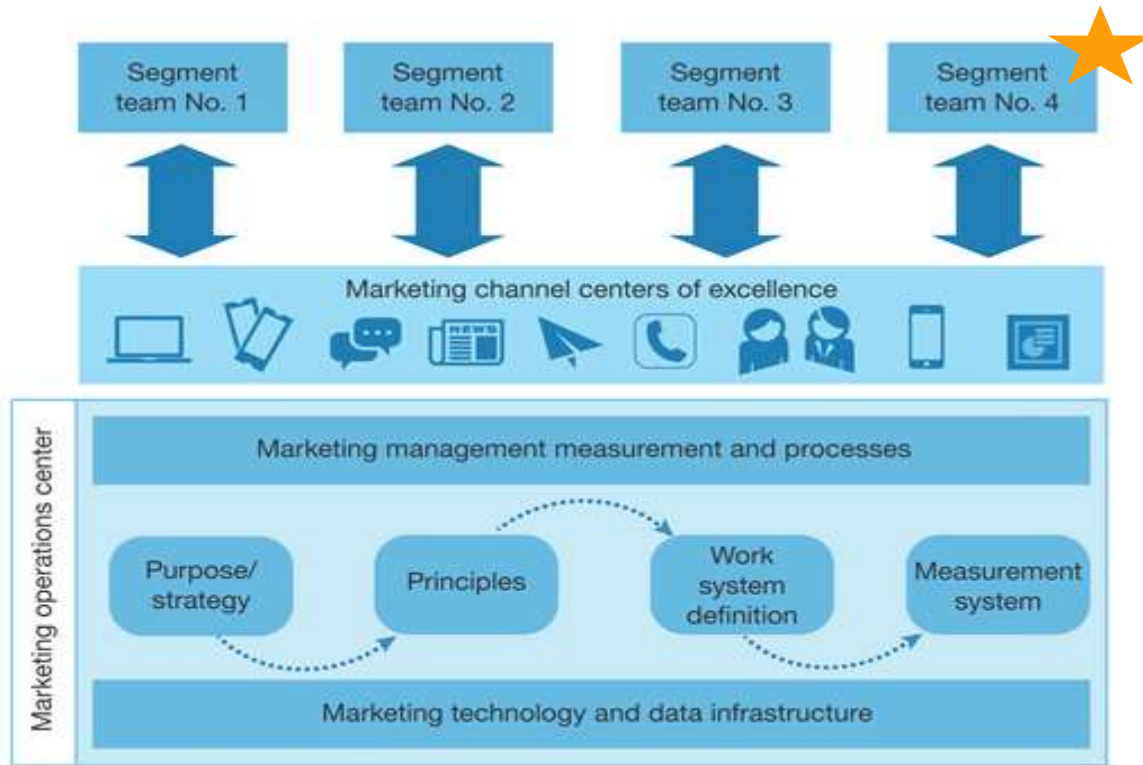 Segment
team No. 1
Segment
team No. 2
Segment
team No. 3
Segment
team No. 4
Marketing channel centers of excellence
NEWS
Marketing operations center
Marketing management measurement and processes
Purpose/
strategy
Principles
Work
system
definition
Measurement
system
Marketing technology and data infrastructure